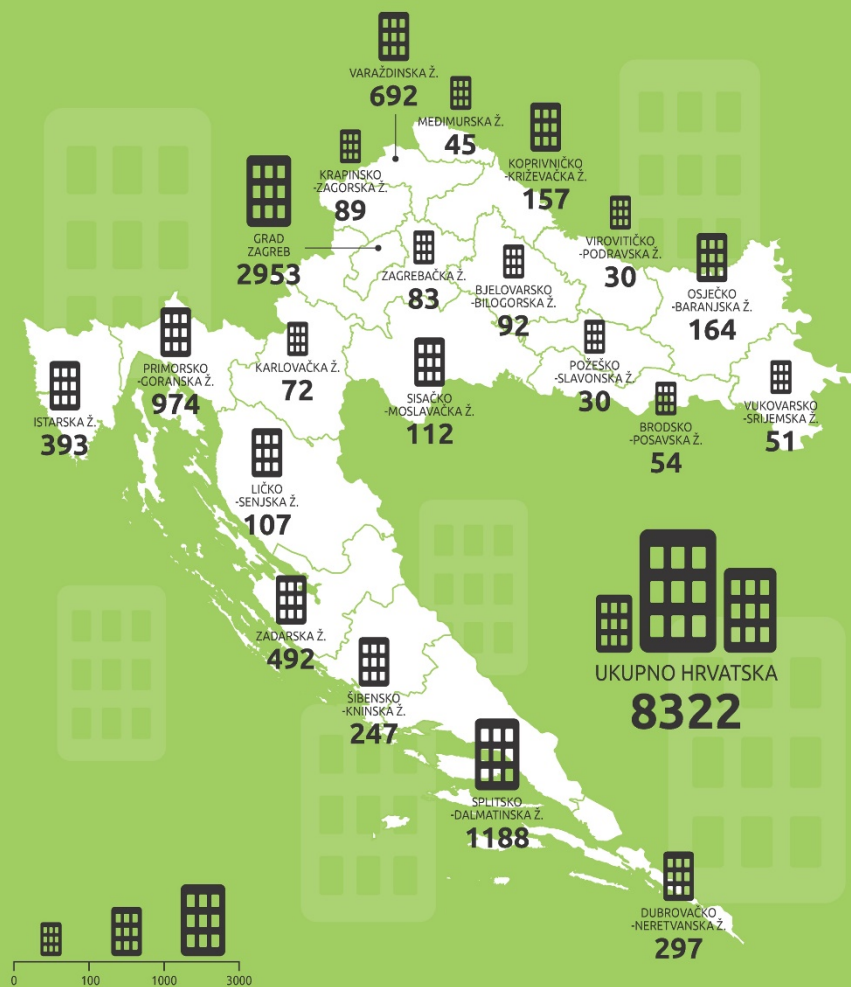 VARAŽDINSKA Ž.
692
MEĐIMURSKA Ž.
45
KOPRIVNIČKO
-KRIŽEVAČKA Ž.
157
KRAPINSKO
-ZAGORSKA Ž.
89
GRAD
ZAGREB
2953
ZAGREBAČKA Ž.
83
BJELOVARSKO
-BILOGORSKA Ž.
92
VIROVITIČKO
-PODRAVSKA Ž.
30
OSJEČKO
-BARANJSKA Ž.
164
ISTARSKA Ž.
393
PRIMORSKO
-GORANSKA Ž.
974
KARLOVAČKA Ž.
72
SISAČKO
-MOSLAVAČKA Ž.
112
POŽEŠKO
-SLAVONSKA Ž.
30
BRODSKO
-POSAVSKA Ž.
54
VUKOVARSKO
-SRIJEMSKA Ž.
51
LIČKO
-SENJSKA Ž.
107
ZADARSKA Ž.
492
ŠIBENSKO
-KNINSKA Ž.
247
UKUPNO HRVATSKA
8322
SPLITSKO
-DALMATINSKA Ž.
1188
DUBROVAČKO
-NERETVANSKA Ž.
297
0 100 1000 3000